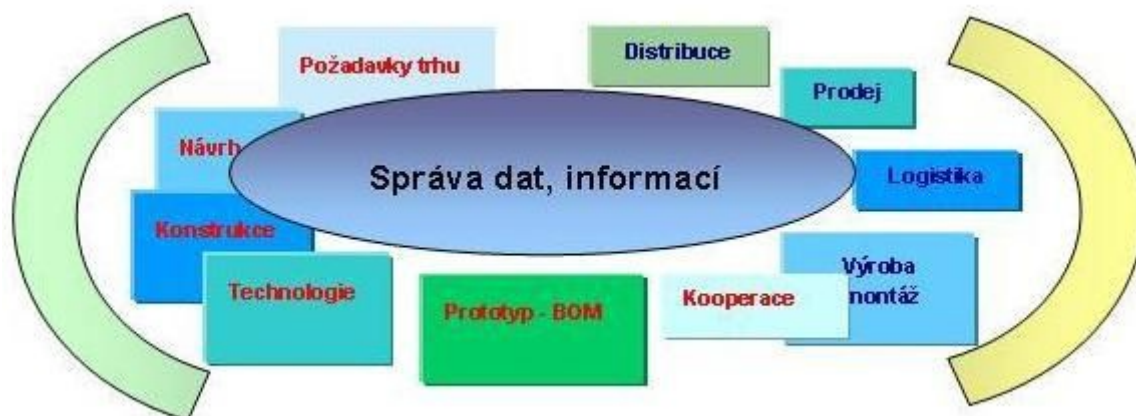 Požadavky trhu
Distribuce
Prodej
Návrh
Správa dat, informací
Logistika
Konstrukce
Technologie
Prototyp - BOM
Kooperace
Výroba
montáž